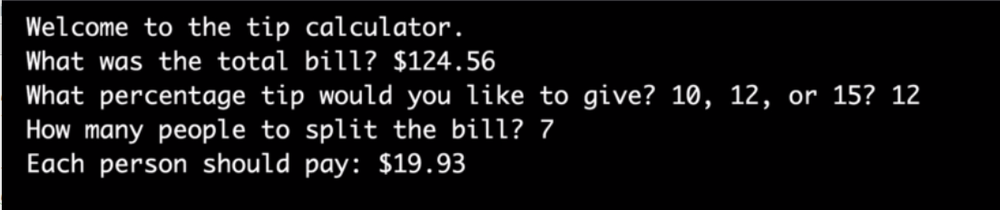 Welcome to the tip calculator.
What was the total bill? $124.56
What percentage tip would you like to give? 10, 12, or 15? 12
How many people to split the bill? 7
Each person should pay: $19.93